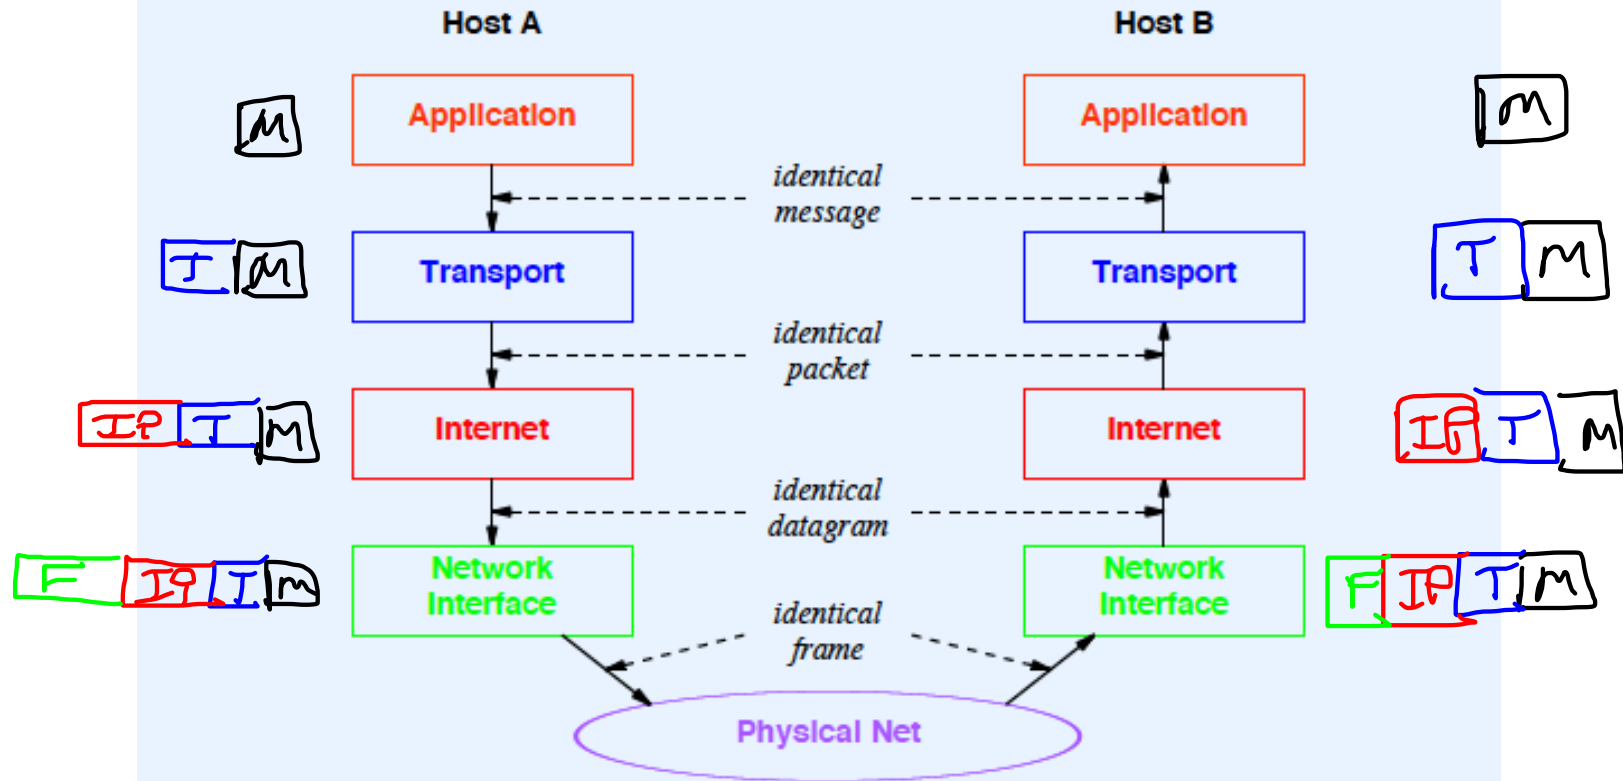 Host A
Host B
M
Application
Application
M
identical
message
T M
Transport
Transport
T M
identical
packet
IP T M
Internet
Internet
IP T M
identical
datagram
F IP T M
Network
Interface
Network
Interface
F IP T M
identical
frame
Physical Net